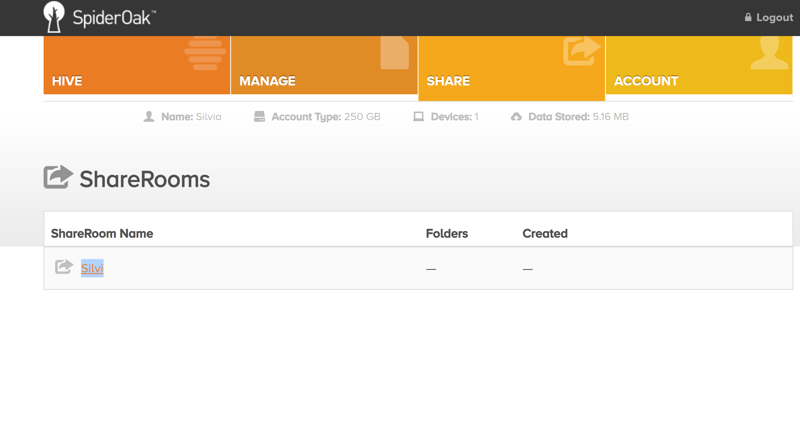 SpiderOak™ Logout
HIVE MANAGE SHARE ACCOUNT
Name: Silvia Account Type: 250 GB Devices: 1 Data Stored: 5.16 MB
ShareRooms
ShareRoom Name Folders Created
Silvi — —